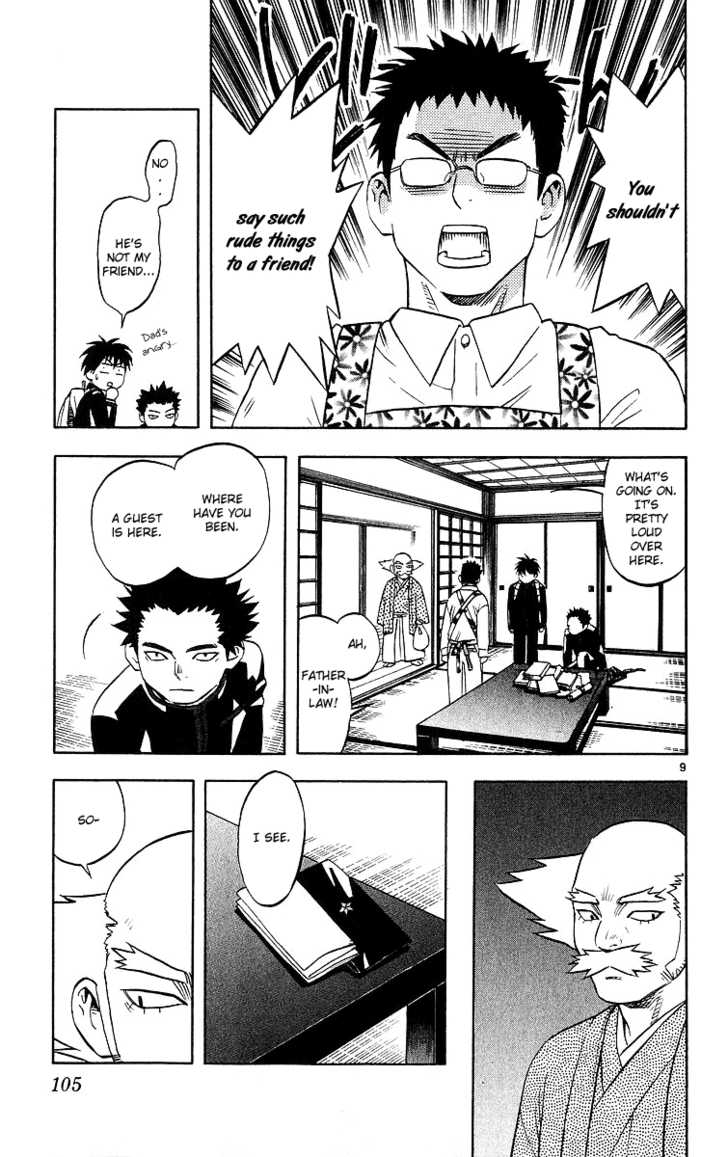 You
shouldn't
say such
rude things
to a friend!
NO
.
.
HE'S
NOT MY
FRIEND...
Dad's
angry...
WHAT'S
GOING ON.
IT'S
PRETTY
LOUD
OVER
HERE.
AH,
FATHER
-IN-
LAW!
WHERE
HAVE YOU
BEEN.
A GUEST
IS HERE.
9
I SEE.
SO-
105